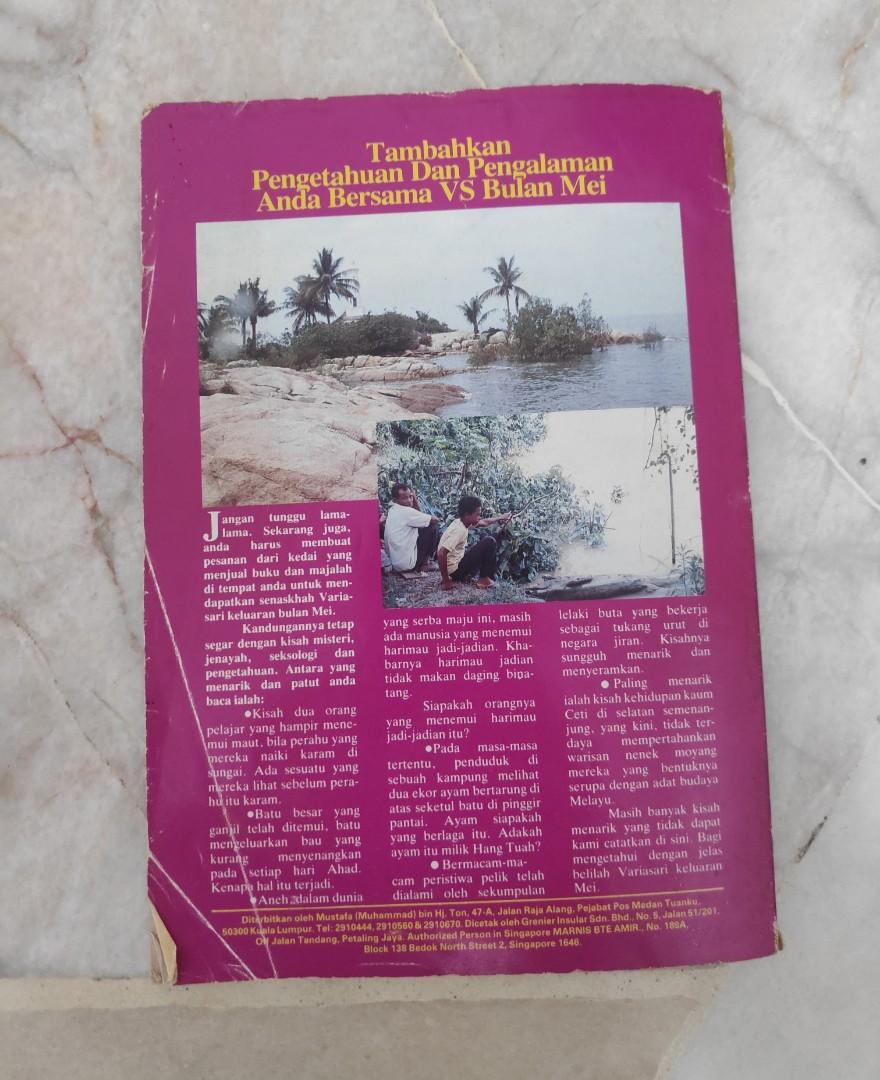 Tambahkan
Pengetahuan Dan Pengalaman
Anda Bersama VS Bulan Mei
Jangan tunggu lama-
lama. Sekarang juga,
anda harus membuat
pesanan dari kedai yang
menjual buku dan majalah
di tempat anda untuk men-
dapatkan senaskhah Varia-
sari keluaran bulan Mei.
Kandungannya tetap
segar dengan kisah misteri,
jenayah, seksologi dan
pengetahuan. Antara yang
menarik dan patut anda
baca ialah:
●Kisah dua orang
pelajar yang hampir mene-
mui maut, bila perahu yang
mereka naiki karam di
sungai. Ada sesuatu yang
mereka lihat sebelum pera-
hu itu karam.
●Batu besar yang
ganjil telah ditemui, batu
mengeluarkan bau yang
kurang menyenangkan
pada setiap hari Ahad.
Kenapa hal itu terjadi.
●Aneh dalam dunia
yang serba maju ini, masih
ada manusia yang menemui
harimau jadi-jadian. Kha-
barnya harimau jadian
tidak makan daging bipa-
tang.
Siapakah orangnya
yang menemui harimau
jadi-jadian itu?
●Pada masa-masa
tertentu, penduduk di
sebuah kampung melihat
dua ekor ayam bertarung di
atas seketul batu di pinggir
pantai. Ayam siapakah
yang berlaga itu. Adakah
ayam itu milik Hang Tuah?
●Bermacam-ma-
cam peristiwa pelik telah
dialami oleh sekumpulan
lelaki buta yang bekerja
sebagai tukang urut di
negara jiran. Kisahnya
sungguh menarik dan
menyeramkan.
●Paling menarik
ialah kisah kehidupan kaum
Ceti di selatan semenan-
jung, yang kini, tidak ter-
daya mempertahankan
warisan nenek moyang
mereka yang bentuknya
serupa dengan adat budaya
Melayu.
Masih banyak kisah
menarik yang tidak dapat
kami catatkan di sini. Bagi
mengetahui dengan jelas
belilah Variasari keluaran
Mei.
Diterbitkan oleh Mustafa (Muhammad) bin Hj. Ton, 47-A, Jalan Raja Alang, Pejabat Pos Medan Tuanku,
50300 Kuala Lumpur. Tel: 2910444, 2910560 & 2910670. Dicetak oleh Grenier Insular Sdn. Bhd., No. 5, Jalan 51/201.
Off Jalan Tandang, Petaling Jaya. Authorized Person in Singapore MARNIS BTE AMIR., No. 189A,
Block 138 Bedok North Street 2, Singapore 1646.